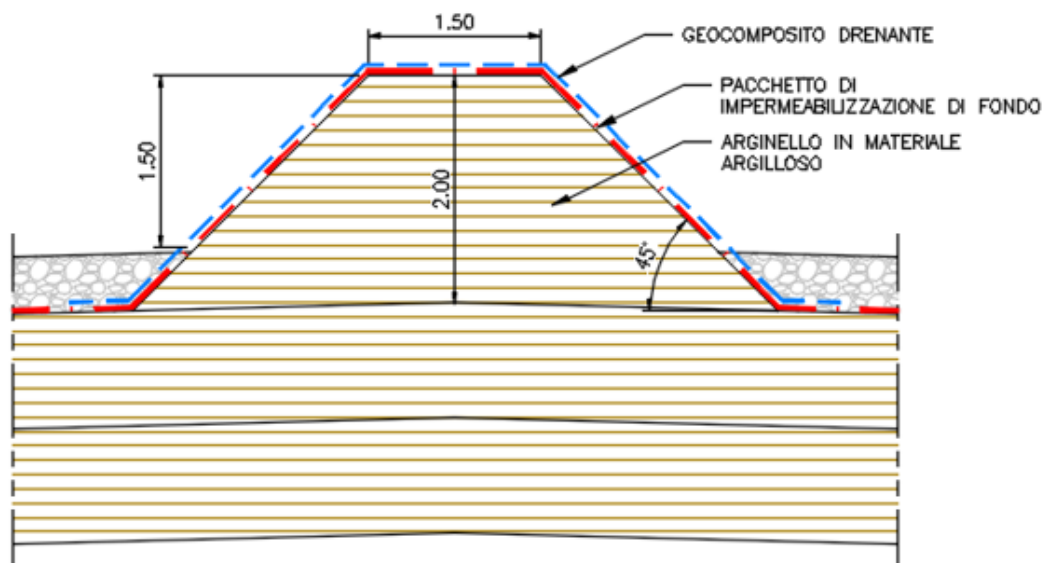 1.50
GEOCOMPOSITO DRENANTE
PACCHETTO DI
IMPERMEABILIZZAZIONE DI FONDO
ARGINELLO IN MATERIALE
ARGILLOSO
1.50
2.00
45°